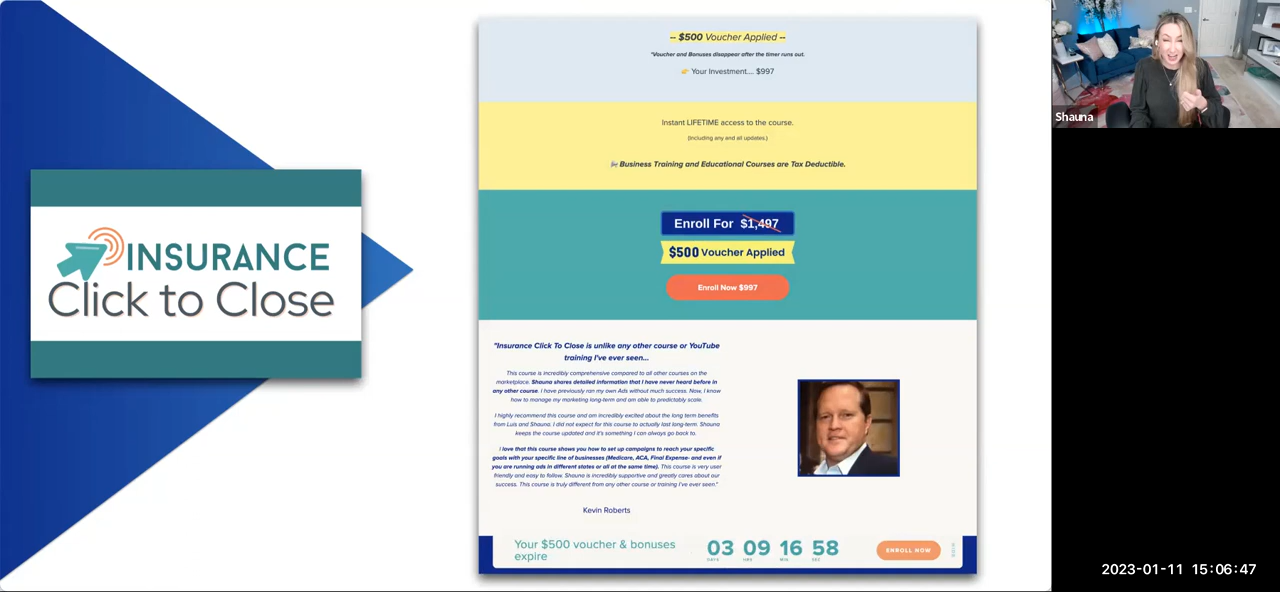 INSURANCE
Click to Close
-- $500 Voucher Applied --
*Voucher and Bonuses disappear after the timer runs out.
👉 Your Investment.... $997
Instant LIFETIME access to the course.
(Including any and all updates.)
Business Training and Educational Courses are Tax Deductible.
Enroll For $1,497
$500 Voucher Applied
Enroll Now $997
"Insurance Click To Close is unlike any other course or YouTube
training I've ever seen...
This course is incredibly comprehensive compared to all other courses on the
marketplace. Shauna shares detailed information that I have never heard before in
any other course. I have previously ran my own Ads without much success. Now, I know
how to manage my marketing long-term and am able to predictably scale.
I highly recommend this course and am incredibly excited about the long term benefits
from Luis and Shauna. I did not expect for this course to actually last long-term. Shauna
keeps the course updated and it's something I can always go back to.
I love that this course shows you how to set up campaigns to reach your specific
goals with your specific line of businesses (Medicare, ACA, Final Expense- and even if
you are running ads in different states or all at the same time). This course is very user
friendly and easy to follow. Shauna is incredibly supportive and greatly cares about our
success. This course is truly different from any other course or training I've ever seen."
Kevin Roberts
Your $500 voucher & bonuses
expire
03 09 16 58
DAYS HRS MIN SEC
ENROLL NOW
Shauna
2023-01-11 15:06:47